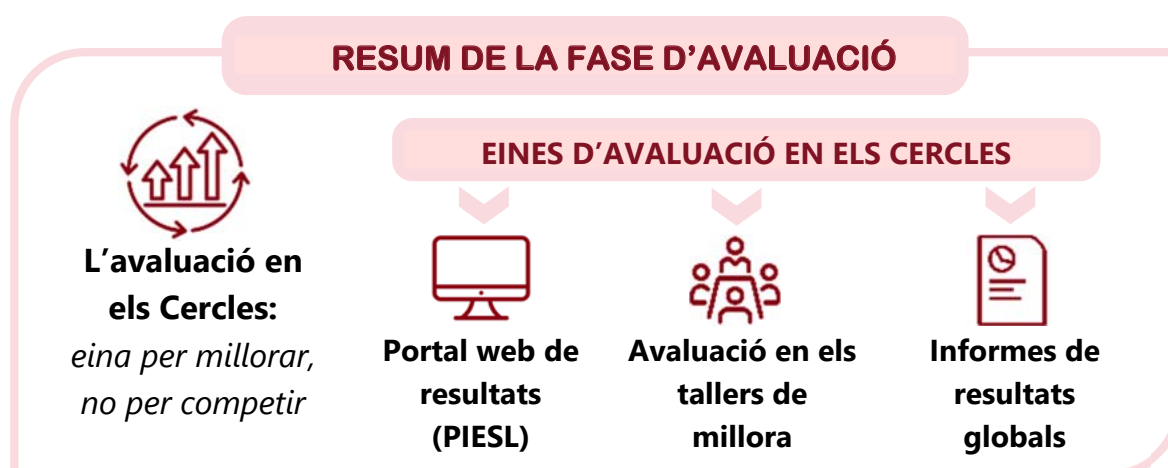 RESUM DE LA FASE D’AVALUACIÓ
EINES D’AVALUACIÓ EN ELS CERCLES
L’avaluació en
els Cercles:
eina per millorar,
no per competir
Portal web de
resultats
(PIESL)
Avaluació en els
tallers de
millora
Informes de
resultats
globals